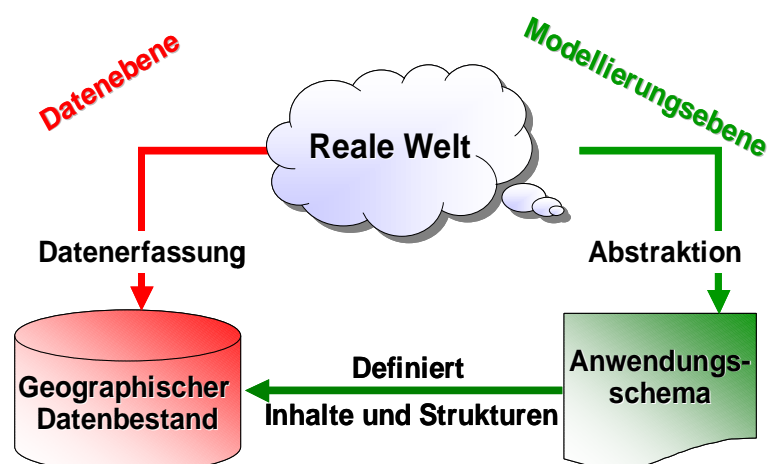 Datenebene
Modellierungsebene
Reale Welt
Datenerfassung
Abstraktion
Geographischer
Datenbestand
Definiert
Inhalte und Strukturen
Anwendungs-
schema